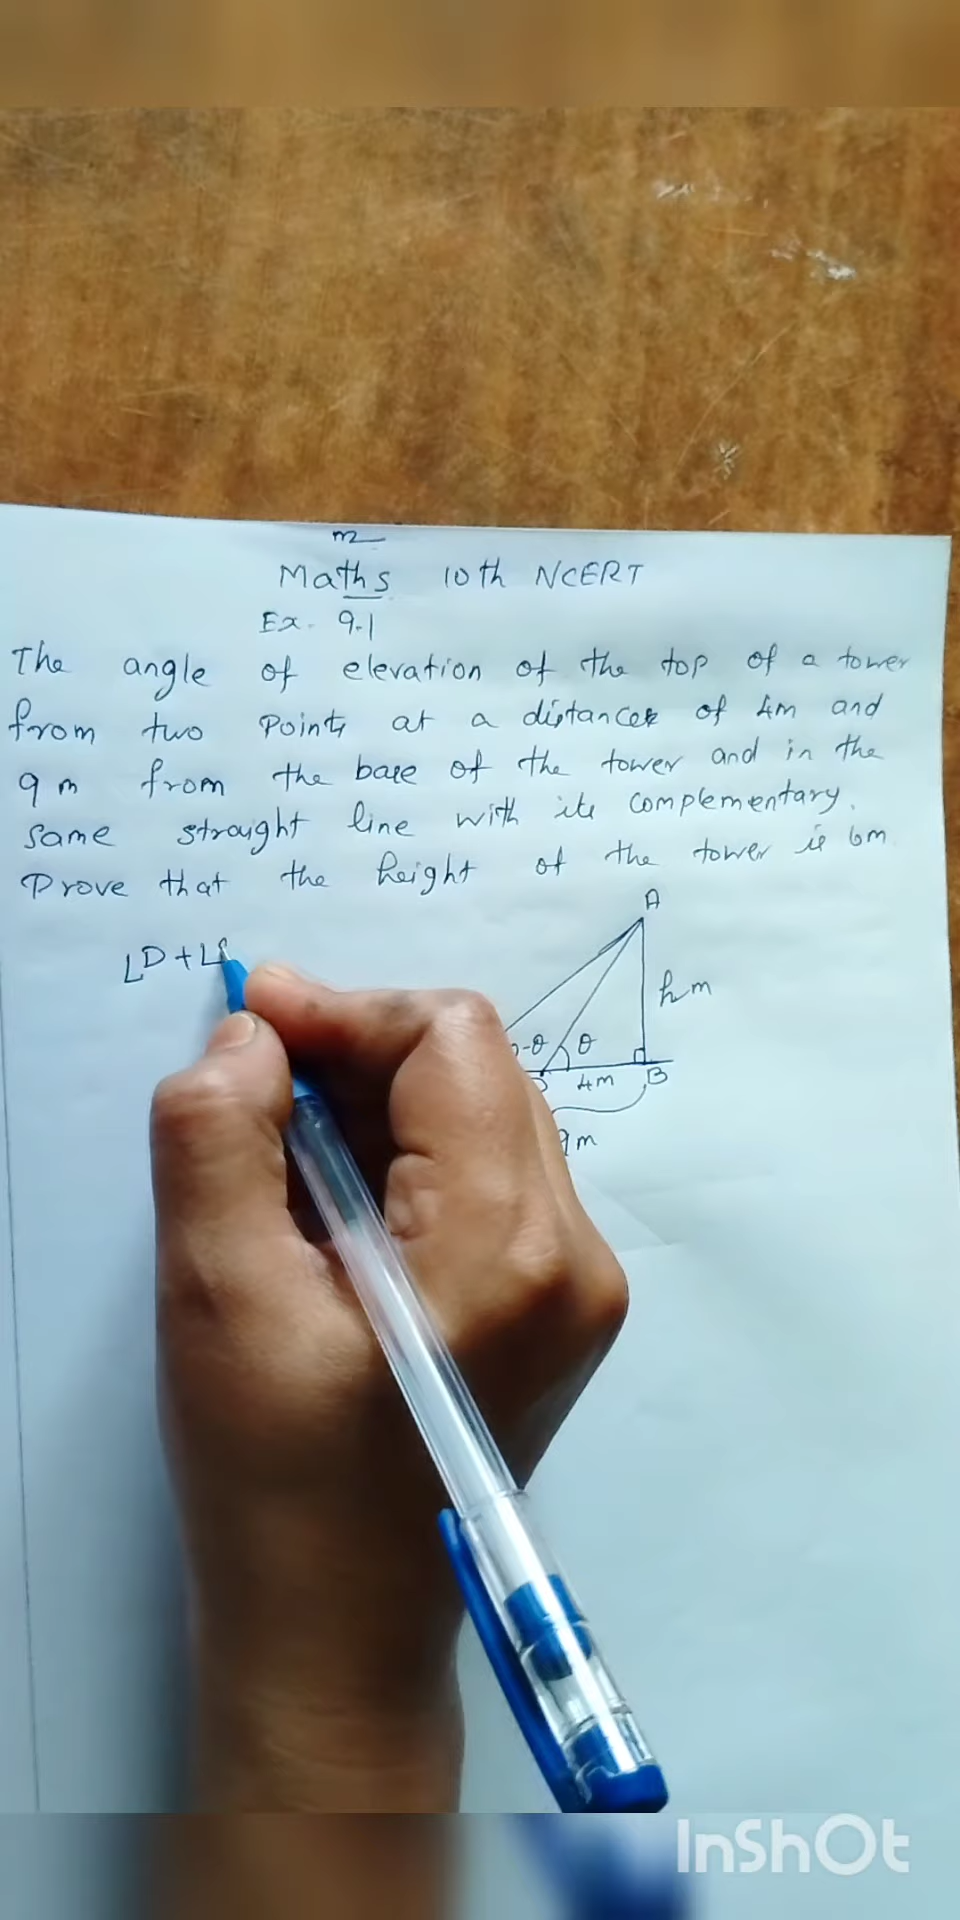 m
Maths 10th NCERT
Ex. 9.1
The angle of elevation of the top of a tower
from two points at a distances of 4m and
9 m from the base of the tower and in the
same straight line with its complementary.
Prove that the height of the tower is 6m
A
∠D + ∠
h m
-θ θ
4m B
9m
InShOt